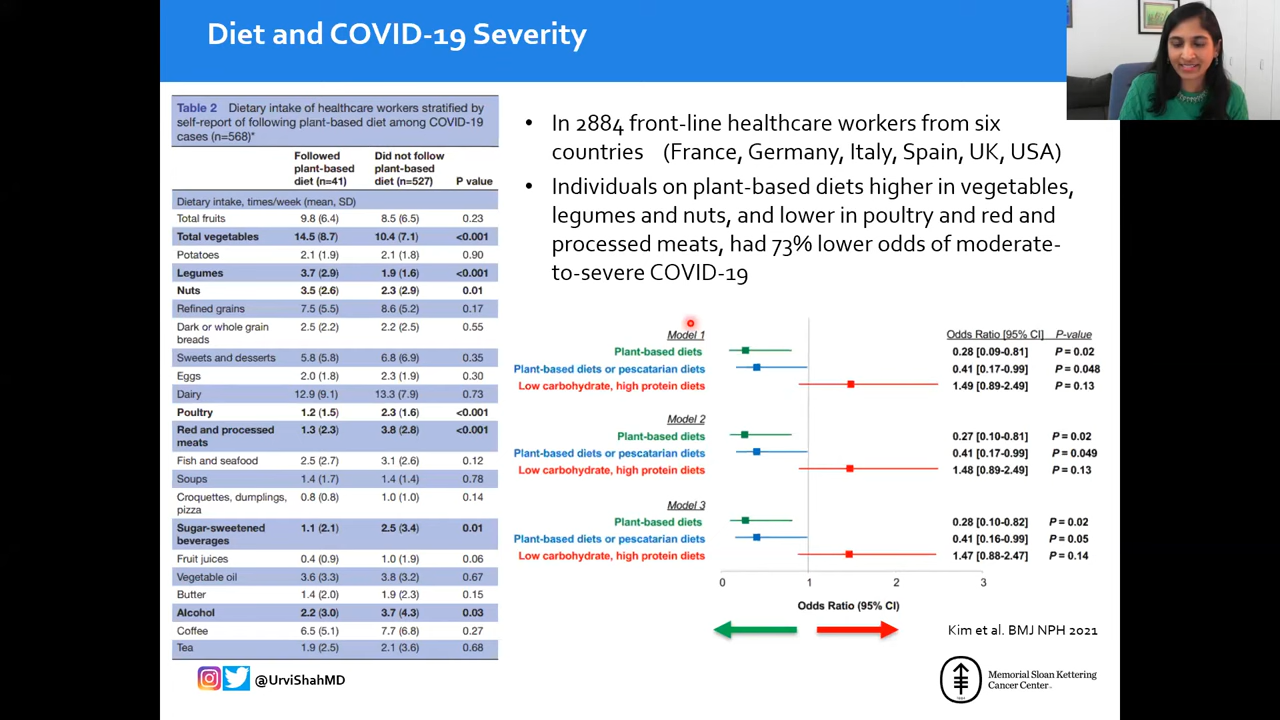 Diet and COVID-19 Severity
Table 2 Dietary intake of healthcare workers stratified by
self-report of following plant-based diet among COVID-19
cases (n=568)*
Followed plant-based diet (n=41) Did not follow plant-based diet (n=527) P value
Dietary intake, times/week (mean, SD)
Total fruits 9.8 (6.4) 8.5 (6.5) 0.23
Total vegetables 14.5 (8.7) 10.4 (7.1) <0.001
Potatoes 2.1 (1.9) 2.1 (1.8) 0.90
Legumes 3.7 (2.9) 1.9 (1.6) <0.001
Nuts 3.5 (2.6) 2.3 (2.9) 0.01
Refined grains 7.5 (5.5) 8.6 (5.2) 0.17
Dark or whole grain breads 2.5 (2.2) 2.2 (2.5) 0.55
Sweets and desserts 5.8 (5.8) 6.8 (6.9) 0.35
Eggs 2.0 (1.8) 2.3 (1.9) 0.30
Dairy 12.9 (9.1) 13.3 (7.9) 0.73
Poultry 1.2 (1.5) 2.3 (1.6) <0.001
Red and processed meats 1.3 (2.3) 3.8 (2.8) <0.001
Fish and seafood 2.5 (2.7) 3.1 (2.6) 0.12
Soups 1.4 (1.7) 1.4 (1.4) 0.78
Croquettes, dumplings, pizza 0.8 (0.8) 1.0 (1.0) 0.14
Sugar-sweetened beverages 1.1 (2.1) 2.5 (3.4) 0.01
Fruit juices 0.4 (0.9) 1.0 (1.9) 0.06
Vegetable oil 3.6 (3.3) 3.8 (3.2) 0.67
Butter 1.4 (2.0) 1.9 (2.3) 0.15
Alcohol 2.2 (3.0) 3.7 (4.3) 0.03
Coffee 6.5 (5.1) 7.7 (6.8) 0.27
Tea 1.9 (2.5) 2.1 (3.6) 0.68
@UrviShahMD
• In 2884 front-line healthcare workers from six
countries (France, Germany, Italy, Spain, UK, USA)
• Individuals on plant-based diets higher in vegetables,
legumes and nuts, and lower in poultry and red and
processed meats, had 73% lower odds of moderate-
to-severe COVID-19
Model 1 Odds Ratio [95% CI] P-value
Plant-based diets 0.28 [0.09-0.81] P = 0.02
Plant-based diets or pescatarian diets 0.41 [0.17-0.99] P = 0.048
Low carbohydrate, high protein diets 1.49 [0.89-2.49] P = 0.13
Model 2
Plant-based diets 0.27 [0.10-0.81] P = 0.02
Plant-based diets or pescatarian diets 0.41 [0.17-0.99] P = 0.049
Low carbohydrate, high protein diets 1.48 [0.89-2.49] P = 0.13
Model 3
Plant-based diets 0.28 [0.10-0.82] P = 0.02
Plant-based diets or pescatarian diets 0.41 [0.16-0.99] P = 0.05
Low carbohydrate, high protein diets 1.47 [0.88-2.47] P = 0.14
0 1 2 3
Odds Ratio (95% CI)
Kim et al. BMJ NPH 2021
Memorial Sloan Kettering
Cancer Center